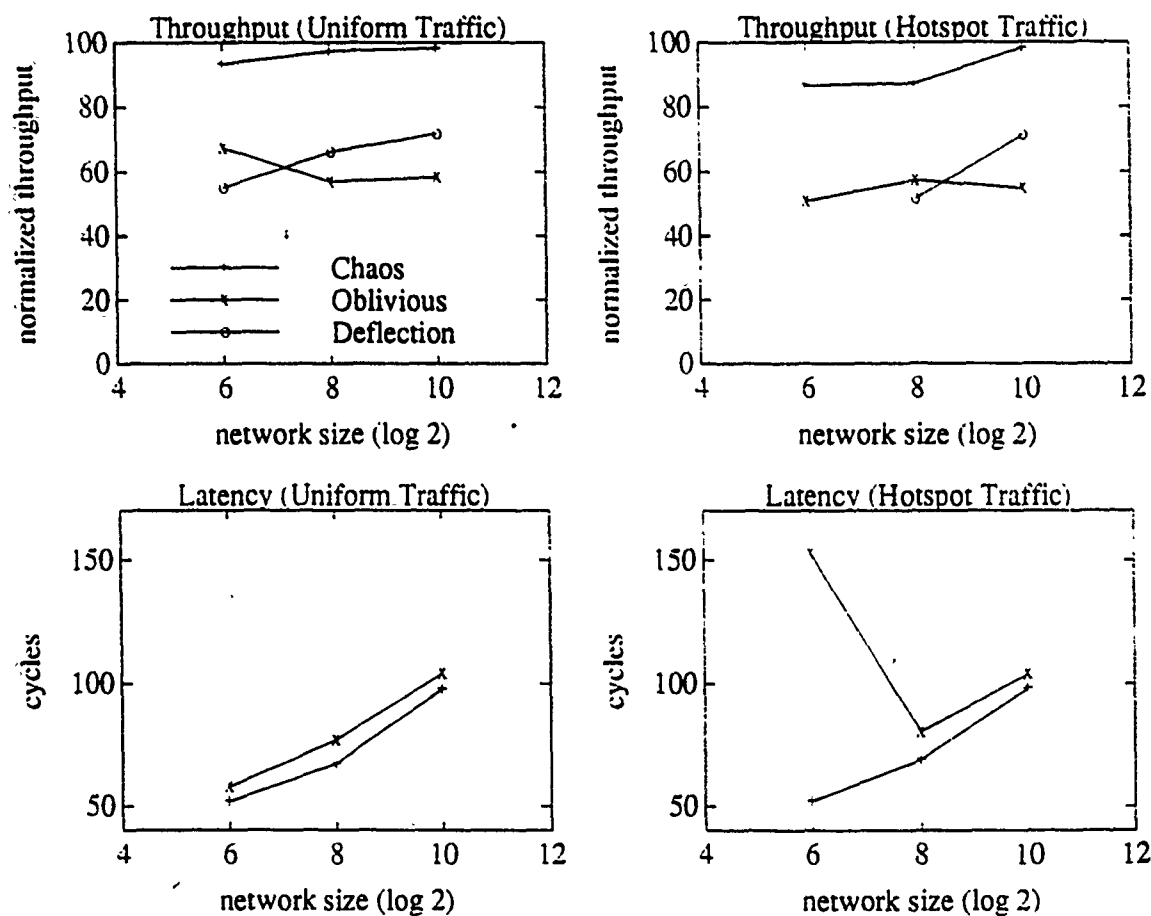 Throughput (Uniform Traffic)
normalized throughput
100
80
60
40
20
0
Chaos
Oblivious
Deflection
4 6 8 10 12
network size (log 2)
Throughput (Hotspot Traffic)
normalized throughput
100
80
60
40
20
0
4 6 8 10 12
network size (log 2)
Latency (Uniform Traffic)
cycles
150
100
50
4 6 8 10 12
network size (log 2)
Latency (Hotspot Traffic)
cycles
150
100
50
4 6 8 10 12
network size (log 2)